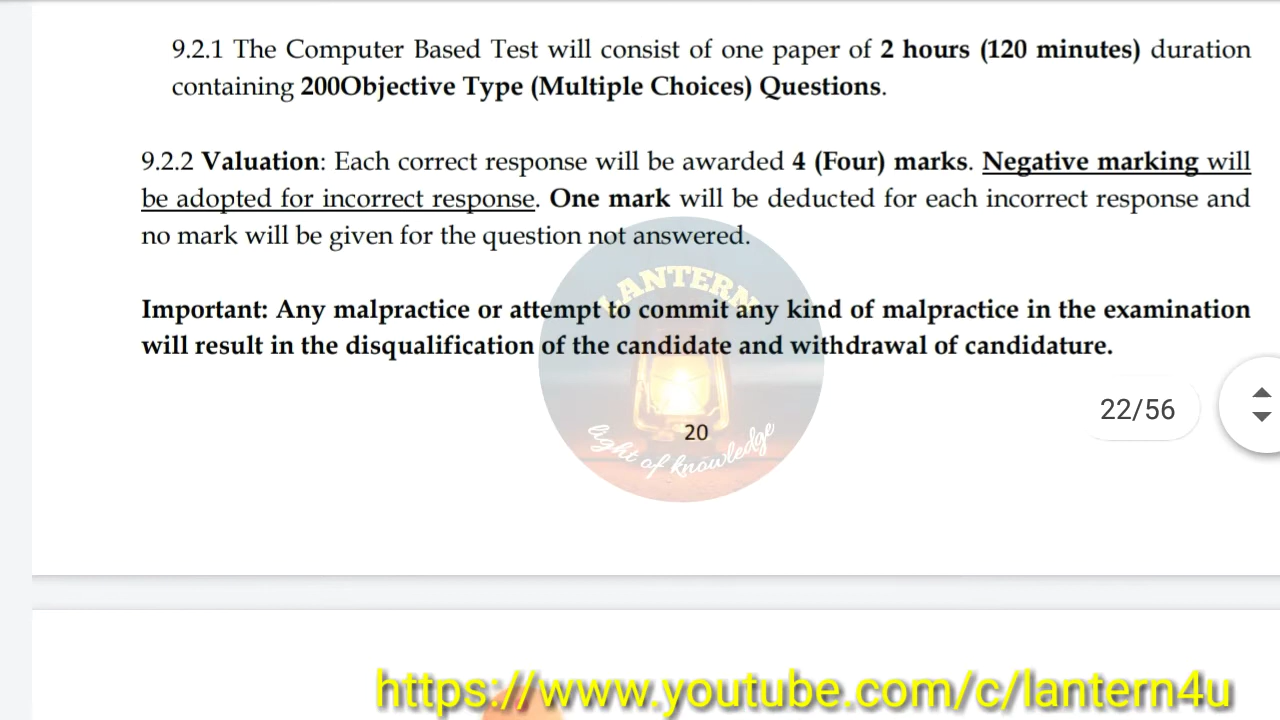 9.2.1 The Computer Based Test will consist of one paper of 2 hours (120 minutes) duration
containing 200Objective Type (Multiple Choices) Questions.
9.2.2 Valuation: Each correct response will be awarded 4 (Four) marks. Negative marking will
be adopted for incorrect response. One mark will be deducted for each incorrect response and
no mark will be given for the question not answered.
LANTERN
Important: Any malpractice or attempt to commit any kind of malpractice in the examination
will result in the disqualification of the candidate and withdrawal of candidature.
22/56
20
light of knowledge
https://www.youtube.com/c/lantern4u